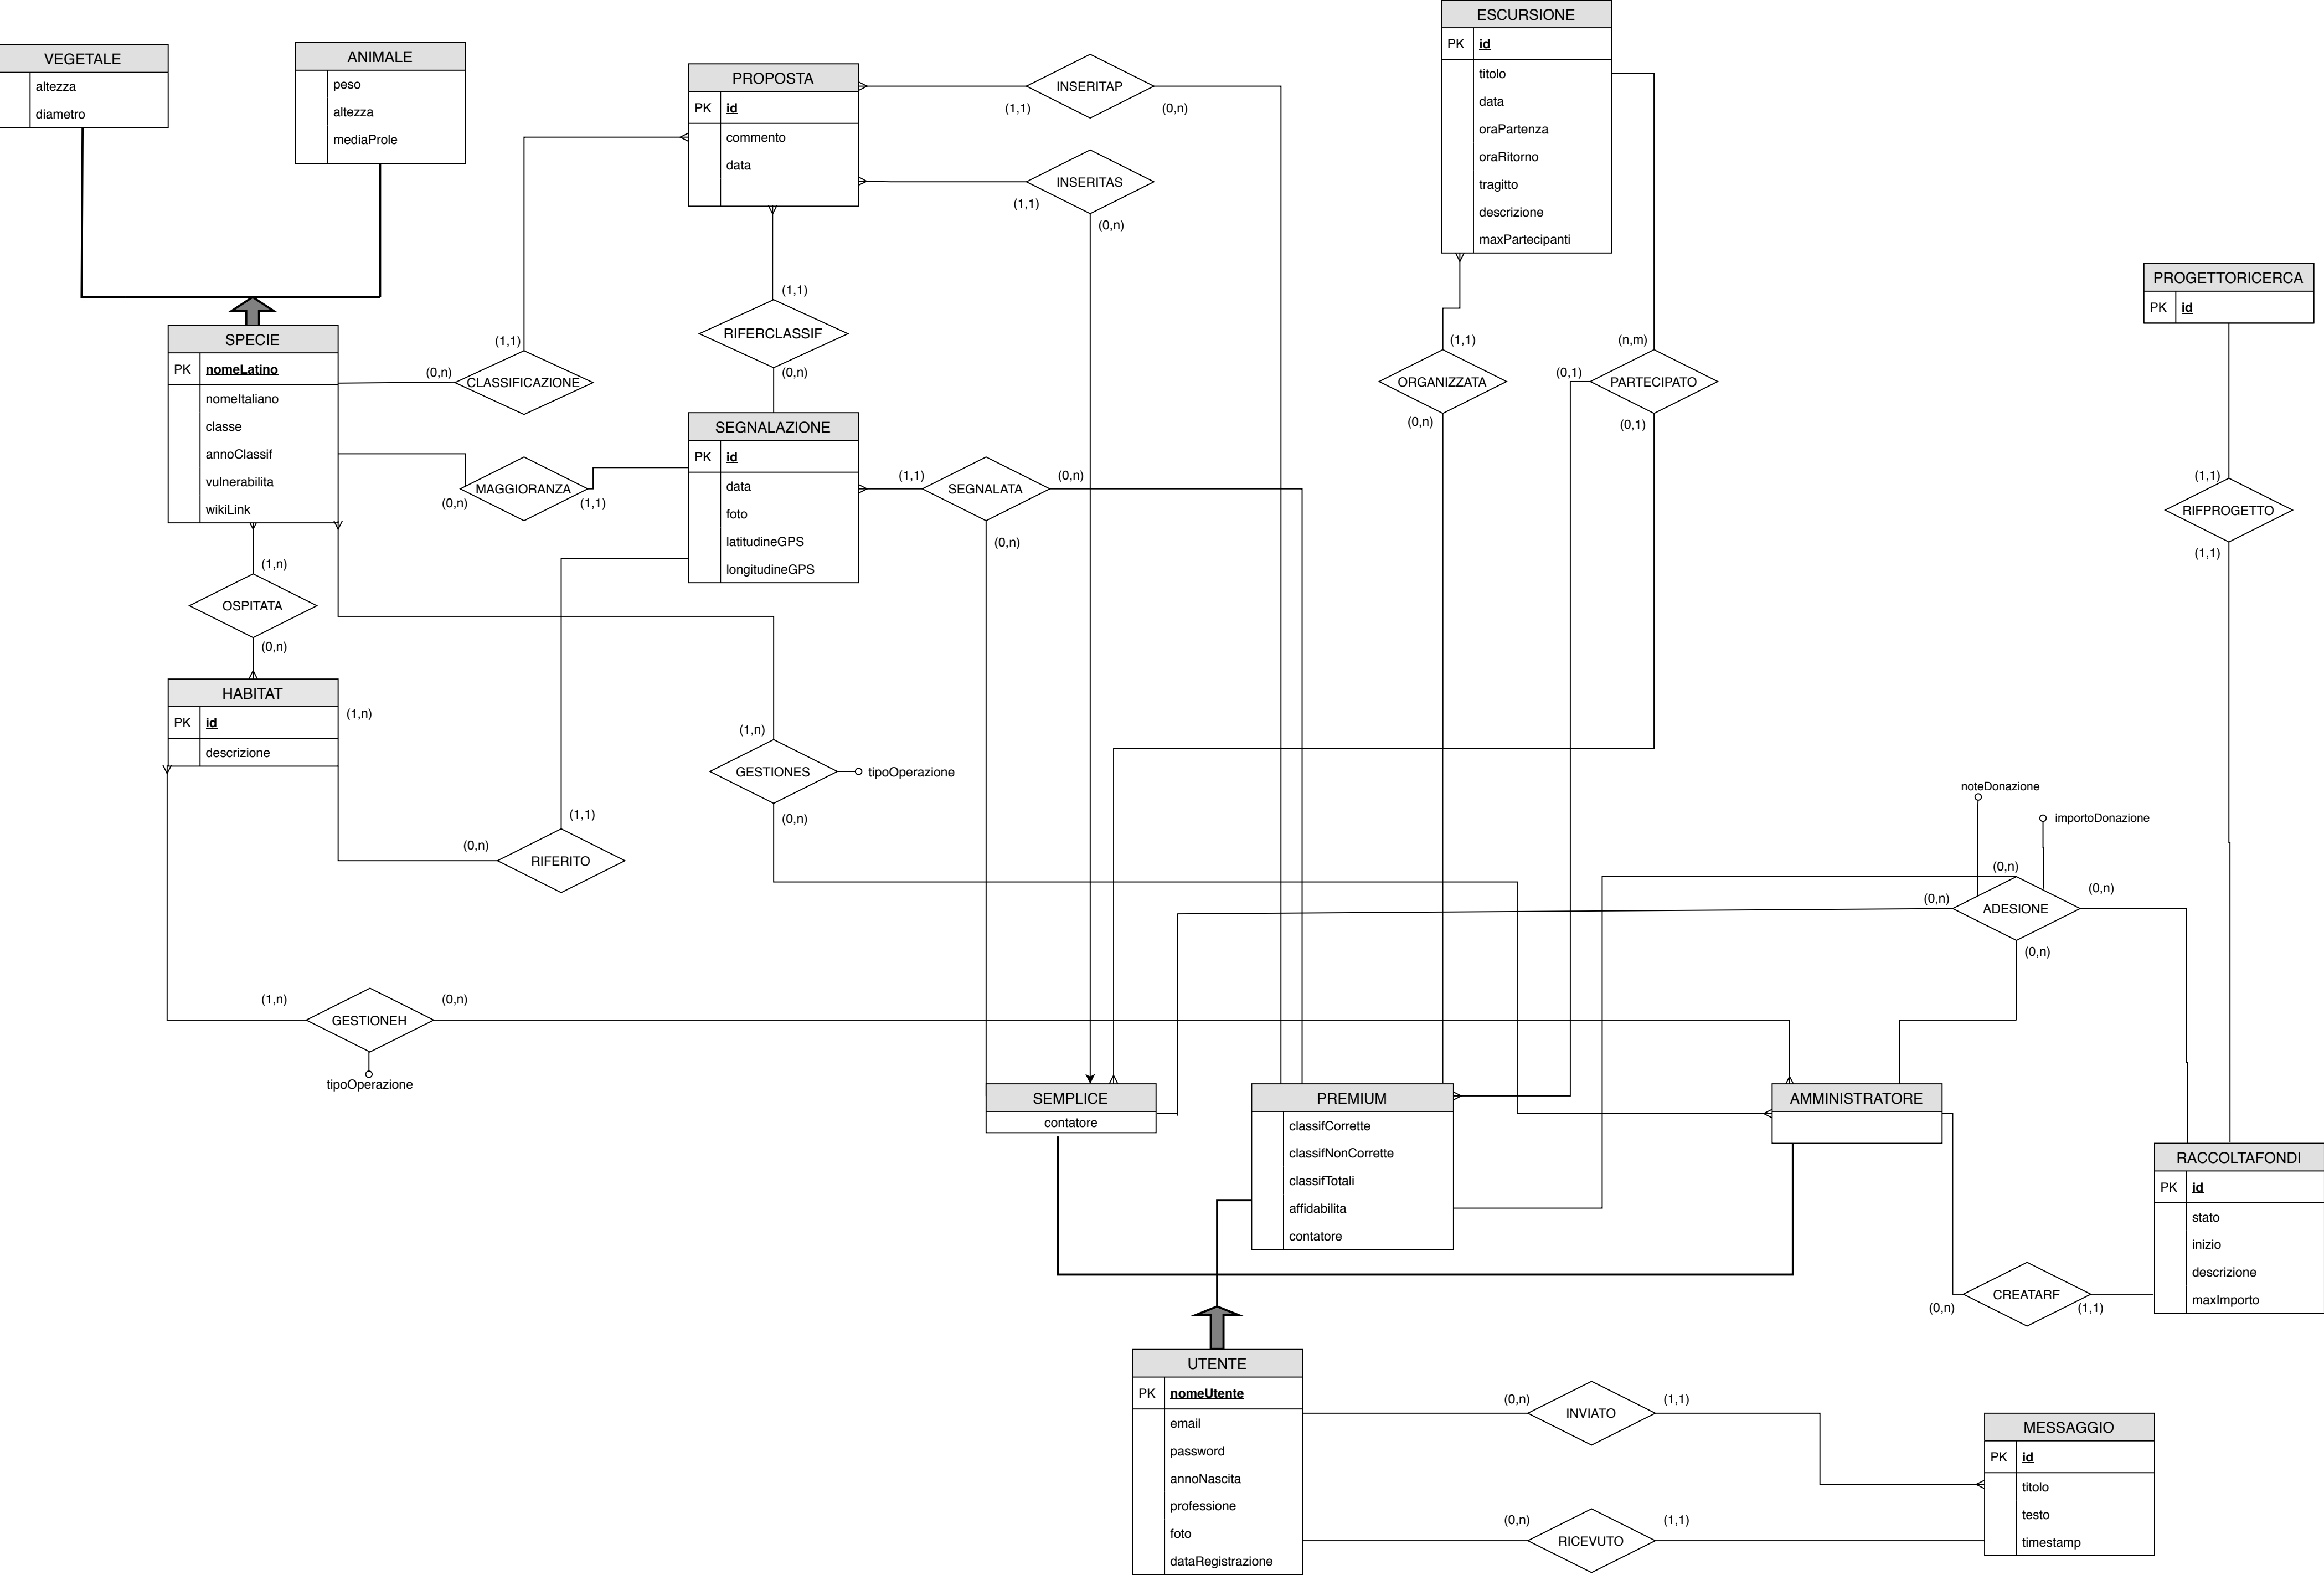 VEGETALE
altezza
diametro
ANIMALE
peso
altezza
mediaProle
PROPOSTA
PK id
commento
data
INSERITAP
(1,1)
(0,n)
INSERITAS
(1,1)
(0,n)
ESCURSIONE
PK id
titolo
data
oraPartenza
oraRitorno
tragitto
descrizione
maxPartecipanti
PROGETTORICERCA
PK id
SPECIE
PK nomeLatino
nomeItaliano
classe
annoClassif
vulnerabilita
wikiLink
(1,1)
(0,n)
CLASSIFICAZIONE
(1,1)
RIFERCLASSIF
(0,n)
(1,1)
ORGANIZZATA
(0,n)
(n,m)
(0,1)
PARTECIPATO
(0,1)
MAGGIORANZA
(0,n)
(1,1)
SEGNALAZIONE
PK id
data
foto
latitudineGPS
longitudineGPS
(1,1)
SEGNALATA
(0,n)
(0,n)
(1,1)
RIFPROGETTO
(1,1)
(1,n)
OSPITATA
(0,n)
HABITAT
PK id
descrizione
(1,n)
(1,n)
GESTIONES
tipoOperazione
(0,n)
(1,1)
(0,n)
RIFERITO
noteDonazione
importoDonazione
(0,n)
(0,n)
(0,n)
ADESIONE
(0,n)
(1,n)
GESTIONEH
(0,n)
tipoOperazione
SEMPLICE
contatore
PREMIUM
classifCorrette
classifNonCorrette
classifTotali
affidabilita
contatore
AMMINISTRATORE
RACCOLTAFONDI
PK id
stato
inizio
descrizione
maxImporto
CREATARF
(0,n)
(1,1)
UTENTE
PK nomeUtente
email
password
annoNascita
professione
foto
dataRegistrazione
(0,n)
INVIATO
(1,1)
(0,n)
RICEVUTO
(1,1)
MESSAGGIO
PK id
titolo
testo
timestamp